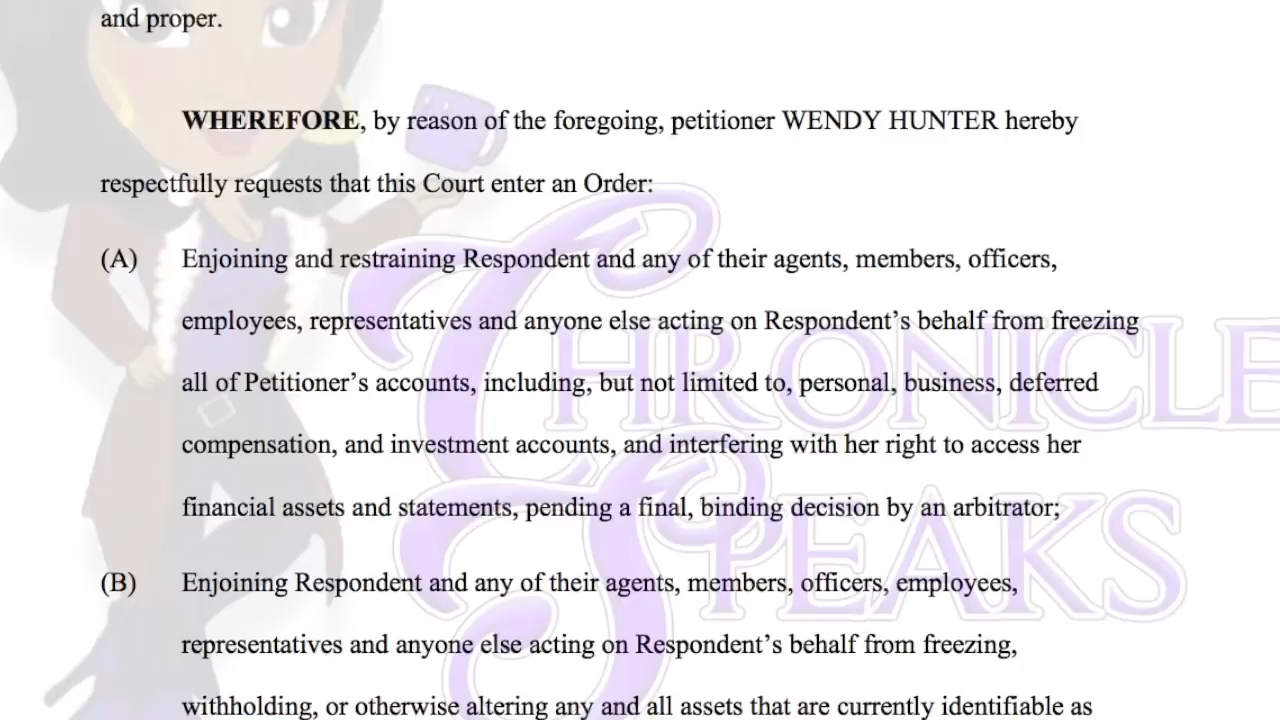 and proper.
WHEREFORE, by reason of the foregoing, petitioner WENDY HUNTER hereby
respectfully requests that this Court enter an Order:
(A) Enjoining and restraining Respondent and any of their agents, members, officers,
employees, representatives and anyone else acting on Respondent’s behalf from freezing
all of Petitioner’s accounts, including, but not limited to, personal, business, deferred
compensation, and investment accounts, and interfering with her right to access her
financial assets and statements, pending a final, binding decision by an arbitrator;
(B) Enjoining Respondent and any of their agents, members, officers, employees,
representatives and anyone else acting on Respondent’s behalf from freezing,
withholding, or otherwise altering any and all assets that are currently identifiable as
CHRONICLE
SPEAKS